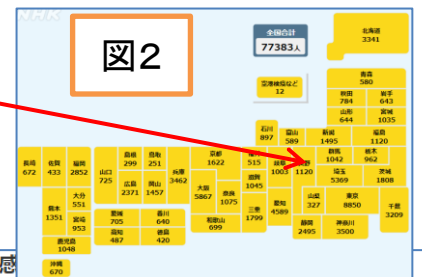 NHK
図2
全国合計
77383人
北海道
3341
空港検疫など
12
青森
580
秋田
784
岩手
643
山形
644
宮城
1035
石川
897
富山
589
新潟
1495
福島
1120
長崎
672
佐賀
433
福岡
2852
山口
725
島根
299
鳥取
251
兵庫
3462
京都
1622
515
1003
1120
群馬
1042
栃木
962
広島
2371
岡山
1457
大阪
5867
奈良
1075
滋賀
1045
愛知
4589
埼玉
5369
茨城
1808
熊本
1351
大分
551
宮崎
953
愛媛
705
香川
640
和歌山
699
三重
1799
山梨
327
東京
8850
千葉
3209
高知
487
徳島
420
静岡
2495
神奈川
3500
鹿児島
1048
沖縄
670
感